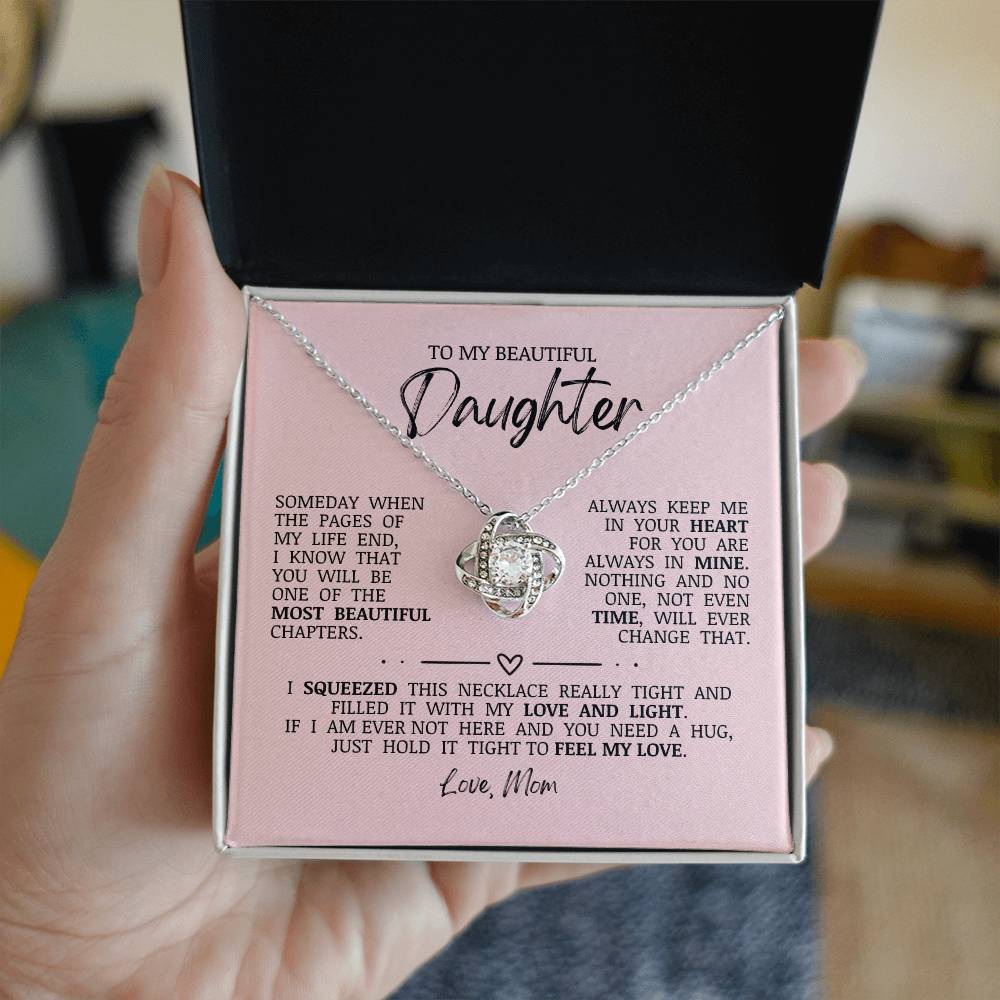 TO MY BEAUTIFUL
Daughter
SOMEDAY WHEN
THE PAGES OF
MY LIFE END,
I KNOW THAT
YOU WILL BE
ONE OF THE
MOST BEAUTIFUL
CHAPTERS.
ALWAYS KEEP ME
IN YOUR HEART
FOR YOU ARE
ALWAYS IN MINE.
NOTHING AND NO
ONE, NOT EVEN
TIME, WILL EVER
CHANGE THAT.
I SQUEEZED THIS NECKLACE REALLY TIGHT AND
FILLED IT WITH MY LOVE AND LIGHT.
IF I AM EVER NOT HERE AND YOU NEED A HUG,
JUST HOLD IT TIGHT TO FEEL MY LOVE.
Love, Mom